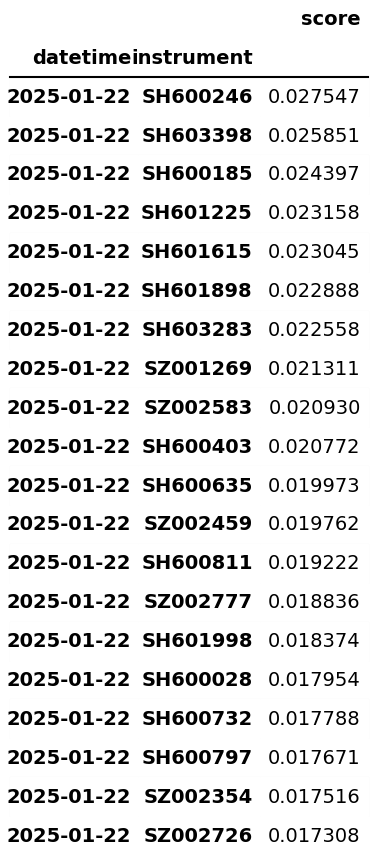 score
datetime instrument
2025-01-22 SH600246 0.027547
2025-01-22 SH603398 0.025851
2025-01-22 SH600185 0.024397
2025-01-22 SH601225 0.023158
2025-01-22 SH601615 0.023045
2025-01-22 SH601898 0.022888
2025-01-22 SH603283 0.022558
2025-01-22 SZ001269 0.021311
2025-01-22 SZ002583 0.020930
2025-01-22 SH600403 0.020772
2025-01-22 SH600635 0.019973
2025-01-22 SZ002459 0.019762
2025-01-22 SH600811 0.019222
2025-01-22 SZ002777 0.018836
2025-01-22 SH601998 0.018374
2025-01-22 SH600028 0.017954
2025-01-22 SH600732 0.017788
2025-01-22 SH600797 0.017671
2025-01-22 SZ002354 0.017516
2025-01-22 SZ002726 0.017308